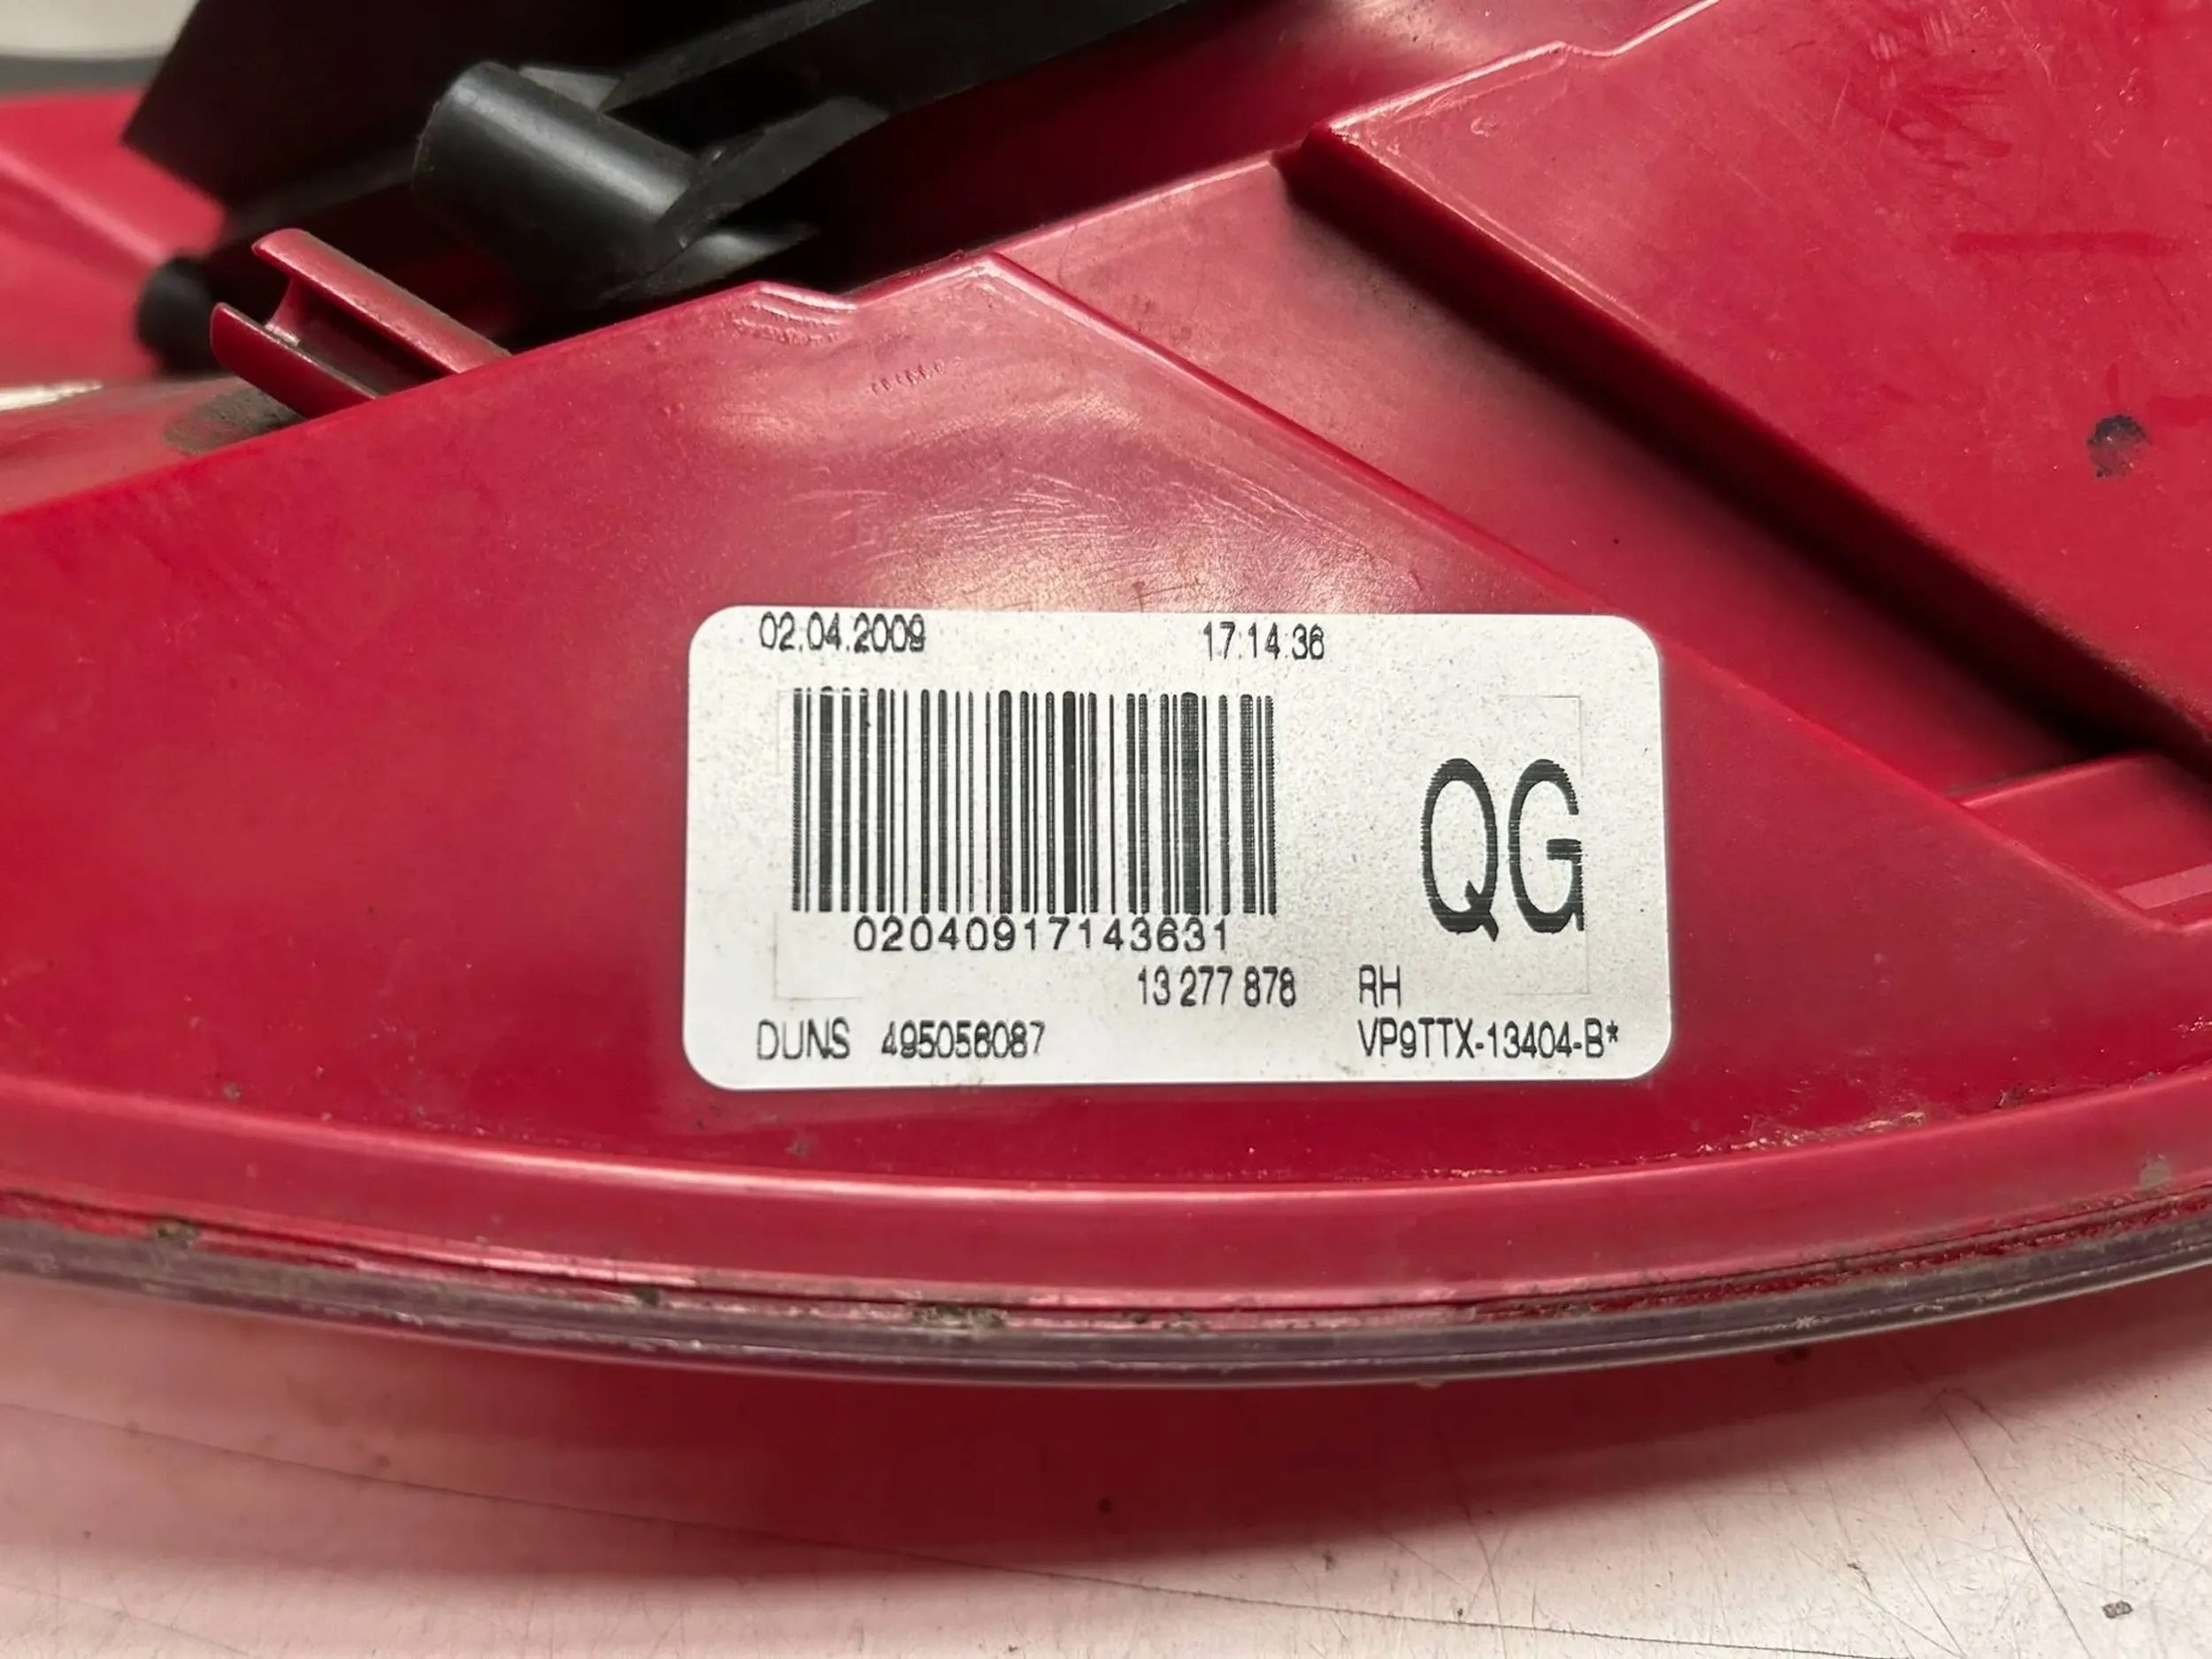 02.04.2009 17:14:36
QG
02040917143631
13 277 878 RH
DUNS 495056087 VP9TTX-13404-B*